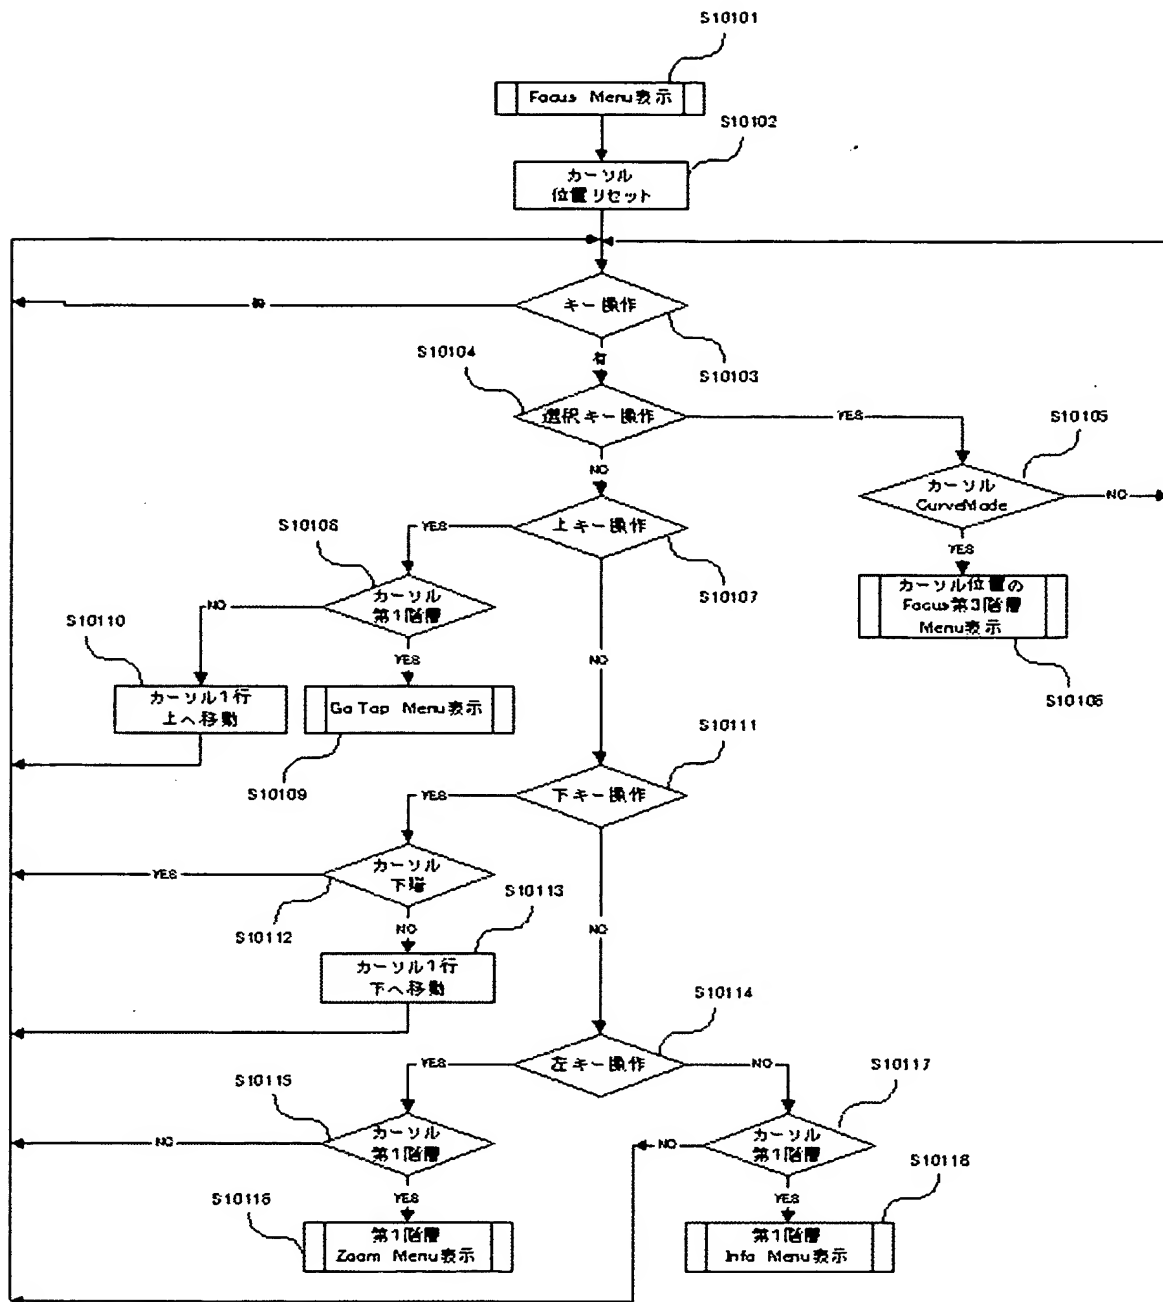 S10101
Focus Menu表示
S10102
カーソル
位置リセット
キー操作
S10103
有
S10104
選択キー操作
YES
S10105
カーソル
CurveMode
NO
NO
YES
カーソル位置の
Focus第3階層
Menu表示
S10106
上キー操作
S10107
YES
S10108
カーソル
第1階層
NO
S10110
YES
カーソル1行
上へ移動
Go Top Menu表示
S10109
NO
S10111
下キー操作
YES
カーソル
下端
YES
S10112
NO
S10113
カーソル1行
下へ移動
NO
S10114
左キー操作
YES
NO
S10115
カーソル
第1階層
NO
S10117
カーソル
第1階層
NO
YES
YES
S10116
第1階層
Zoom Menu表示
S10118
第1階層
Info Menu表示